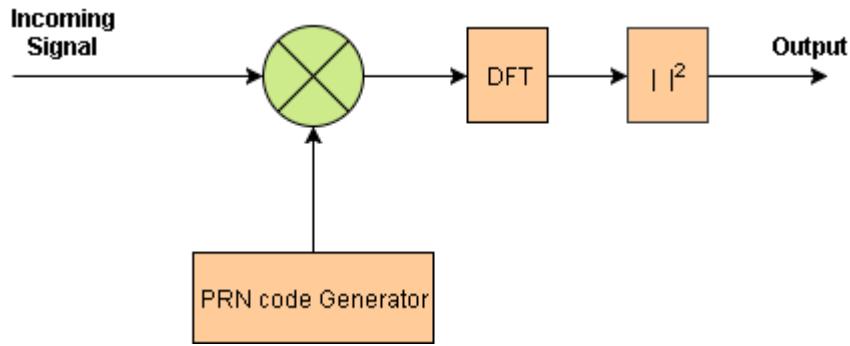 Incoming
Signal
DFT
| |²
Output
PRN code Generator